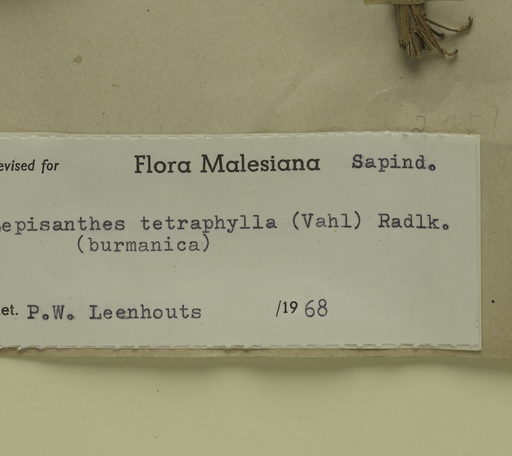 evised for Flora Malesiana Sapind.
episanthes tetraphylla (Vahl) Radlk.
(burmanica)
et. P.W. Leenhouts /19 68